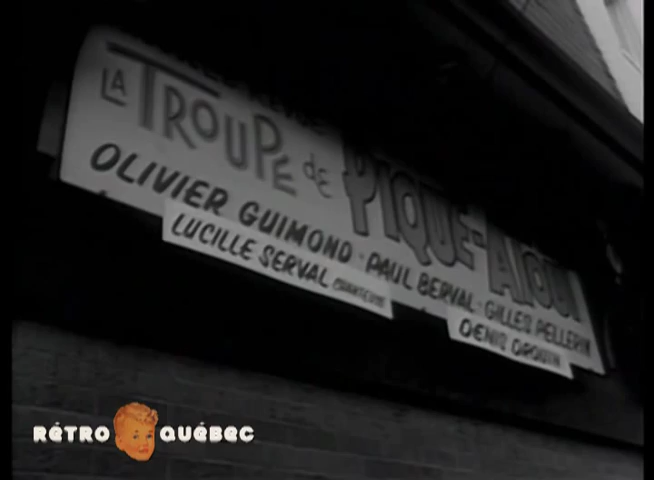 LA TROUPE de PIQUE-ATOUT
OLIVIER GUIMOND · PAUL BERVAL · GILLES PELLERIN
LUCILLE SERVAL CHANTEUSE
DENIS DROUIN
RÉTRO QUÉBEC